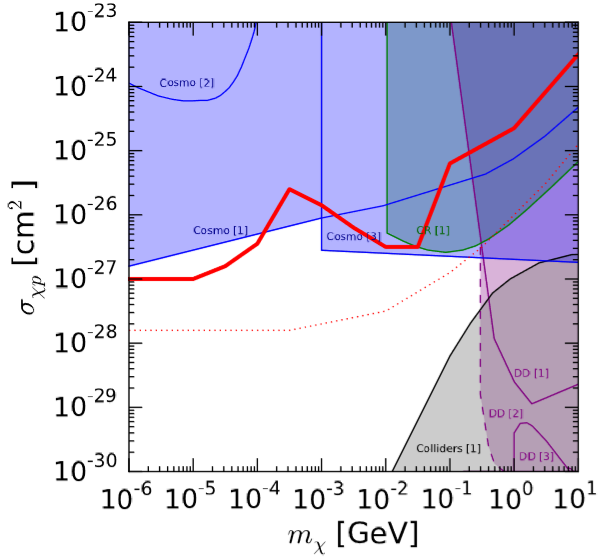 10^-23
10^-24
10^-25
10^-26
10^-27
10^-28
10^-29
10^-30
σχp [cm^2]
Cosmo [2]
Cosmo [1]
Cosmo [3]
CR [1]
DD [1]
DD [2]
Colliders [1]
DD [3]
10^-6 10^-5 10^-4 10^-3 10^-2 10^-1 10^0 10^1
mχ [GeV]